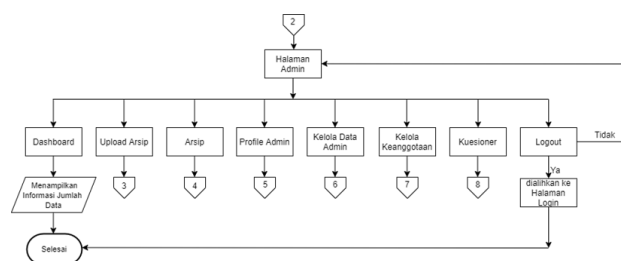 2
Halaman
Admin
Dashboard
Upload Arsip
Arsip
Profile Admin
Kelola Data
Admin
Kelola
Keanggotaan
Kuesioner
Logout
Tidak
Menampilkan
Informasi Jumlah
Data
3
4
5
6
7
8
Ya
dialihkan ke
Halaman
Login
Selesai